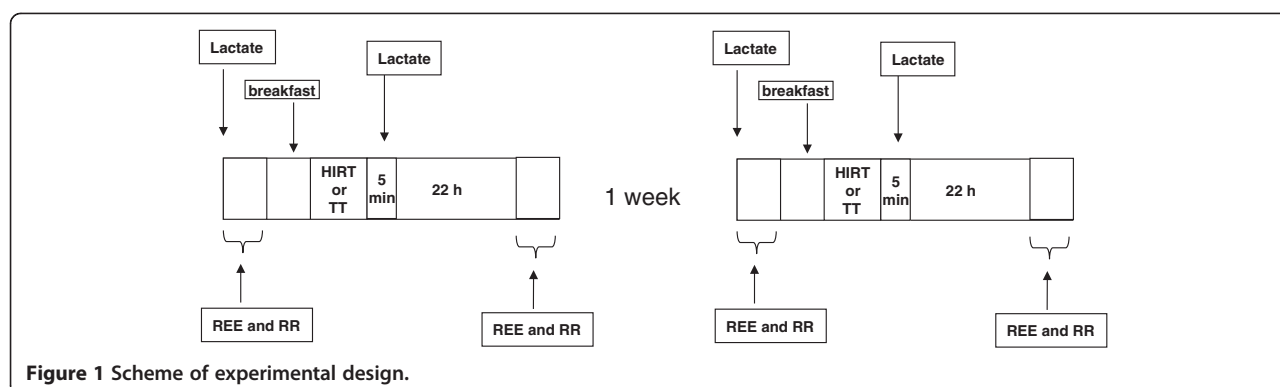 Lactate
Lactate
breakfast
HIRT
or
TT
5
min
22 h
REE and RR
REE and RR
1 week
Lactate
Lactate
breakfast
HIRT
or
TT
5
min
22 h
REE and RR
REE and RR
Figure 1 Scheme of experimental design.